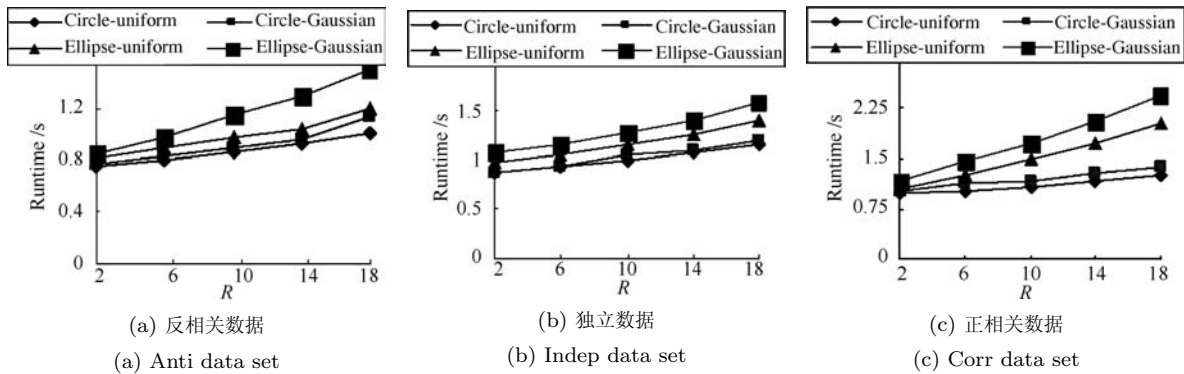 Circle-uniform Circle-Gaussian
Ellipse-uniform Ellipse-Gaussian
Runtime /s
1.2
0.8
0.4
0
2 6 10 14 18
R
(a) 反相关数据
(a) Anti data set
Circle-uniform Circle-Gaussian
Ellipse-uniform Ellipse-Gaussian
Runtime /s
1.5
1
0.5
0
2 6 10 14 18
R
(b) 独立数据
(b) Indep data set
Circle-uniform Circle-Gaussian
Ellipse-uniform Ellipse-Gaussian
Runtime /s
2.25
1.5
0.75
0
2 6 10 14 18
R
(c) 正相关数据
(c) Corr data set